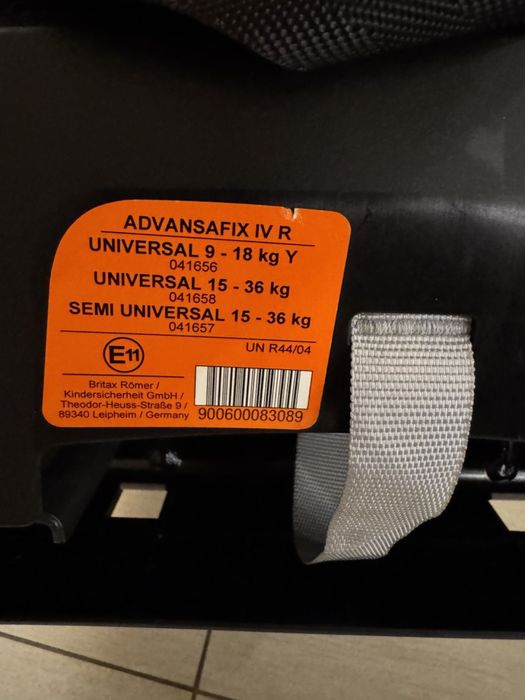 ADVANSAFIX IV R
UNIVERSAL 9 - 18 kg Y
041656
UNIVERSAL 15 - 36 kg
041658
SEMI UNIVERSAL 15 - 36 kg
041657
E11
UN R44/04
Britax Römer /
Kindersicherheit GmbH /
Theodor-Heuss-Straße 9 /
89340 Leipheim / Germany
900600083089